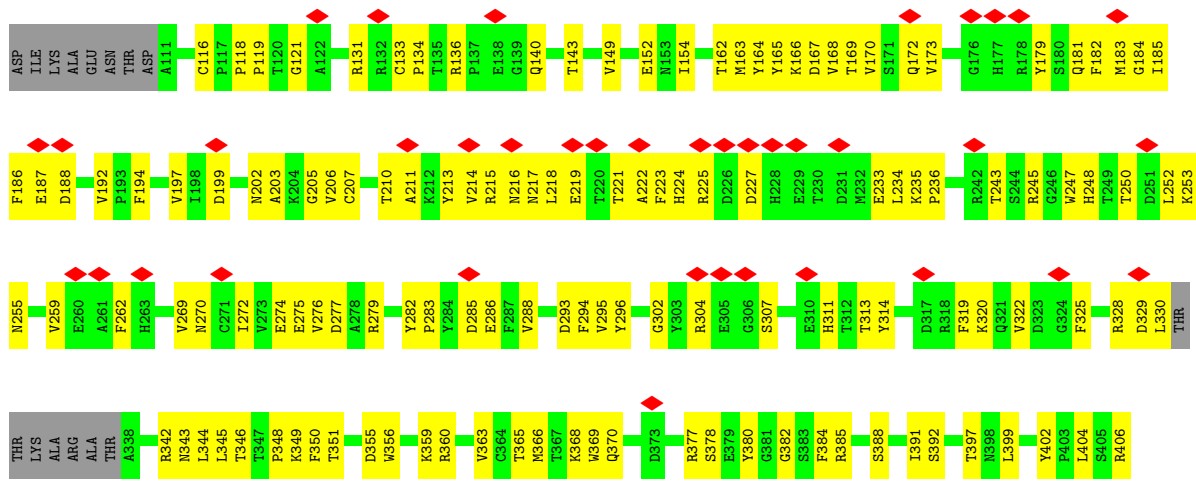 ASP ILE LYS ALA GLU ASN THR ASP A111 C116 P117 P118 P119 T120 G121 A122 R131 R132 C133 P134 T135 R136 P137 E138 G139 Q140 T143 V149 E152 N153 I154 T162 M163 Y164 Y165 K166 D167 V168 T169 V170 S171 Q172 V173 G176 H177 R178 Y179 S180 Q181 F182 M183 G184 I185
F186 E187 D188 V192 P193 F194 V197 I198 D199 N202 A203 K204 G205 V206 C207 T210 A211 K212 Y213 V214 R215 N216 N217 L218 E219 T220 T221 A222 F223 H224 R225 D226 D227 H228 E229 T230 D231 M232 E233 L234 K235 P236 R242 T243 S244 R245 G246 W247 H248 T249 T250 D251 L252 K253
N255 V259 E260 A261 F262 H263 V269 N270 C271 I272 V273 E274 E275 V276 D277 A278 R279 Y282 P283 Y284 D285 E286 F287 V288 D293 F294 V295 Y296 G302 Y303 R304 E305 G306 S307 E310 H311 T312 T313 Y314 D317 R318 F319 K320 Q321 V322 D323 G324 F325 R328 D329 L330 THR
THR LYS ALA ARG ALA THR A338 R342 N343 L344 L345 T346 T347 P348 K349 F350 T351 D355 W356 K359 R360 V363 C364 T365 M366 T367 K368 W369 Q370 D373 R377 S378 E379 Y380 G381 G382 S383 F384 R385 S388 I391 S392 T397 N398 L399 Y402 P403 L404 S405 R406